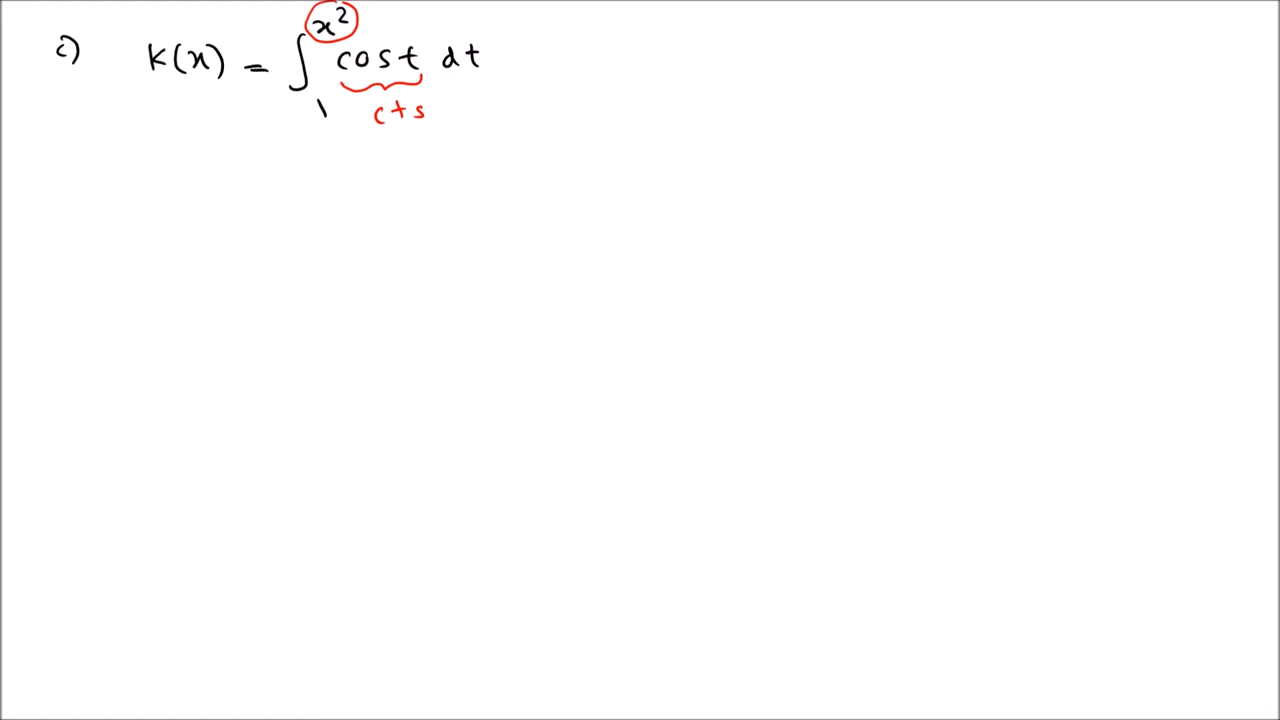 c) K(x) = ∫₁^{x²} cos t dt
cts